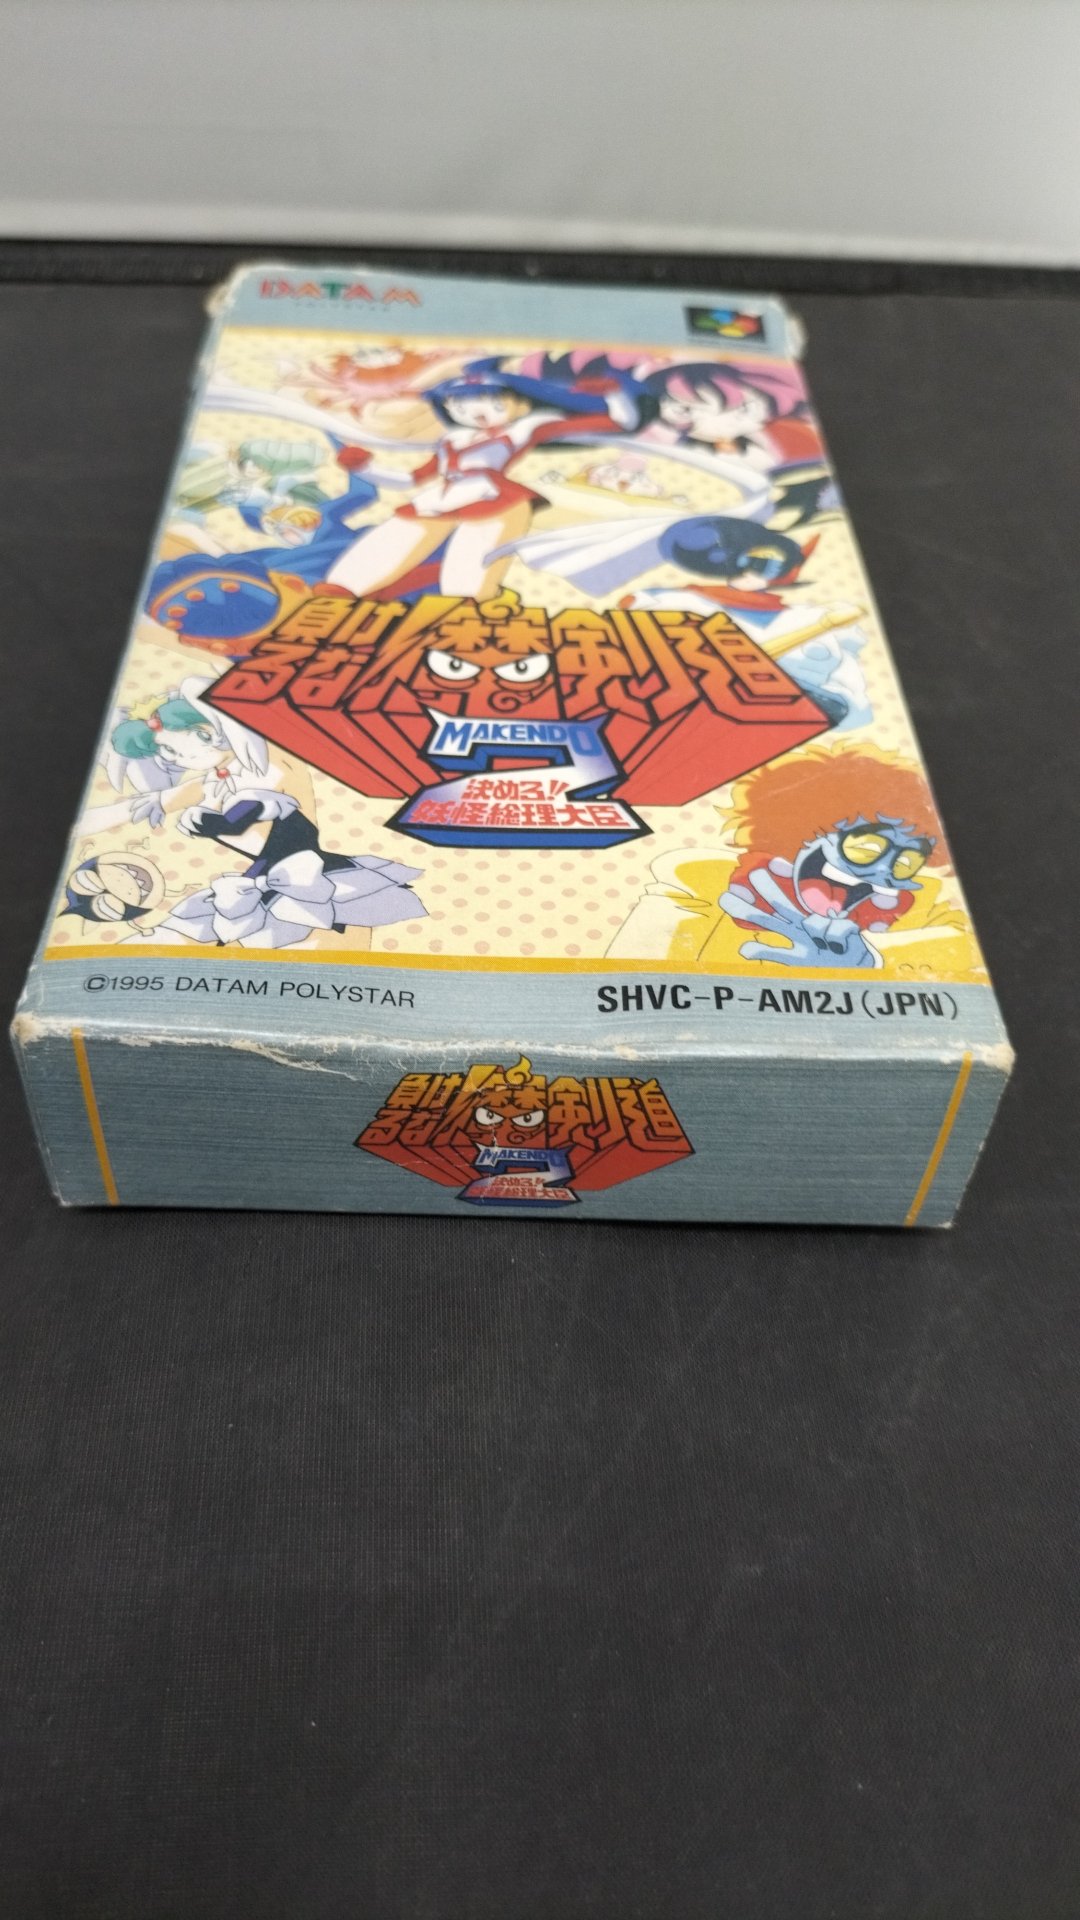 DATAM
負けるな!魔剣道
MAKENDO
2
決めろ!!
妖怪総理大臣
©1995 DATAM POLYSTAR
SHVC-P-AM2J(JPN)
負けるな!魔剣道
MAKENDO
2
決めろ!!
妖怪総理大臣